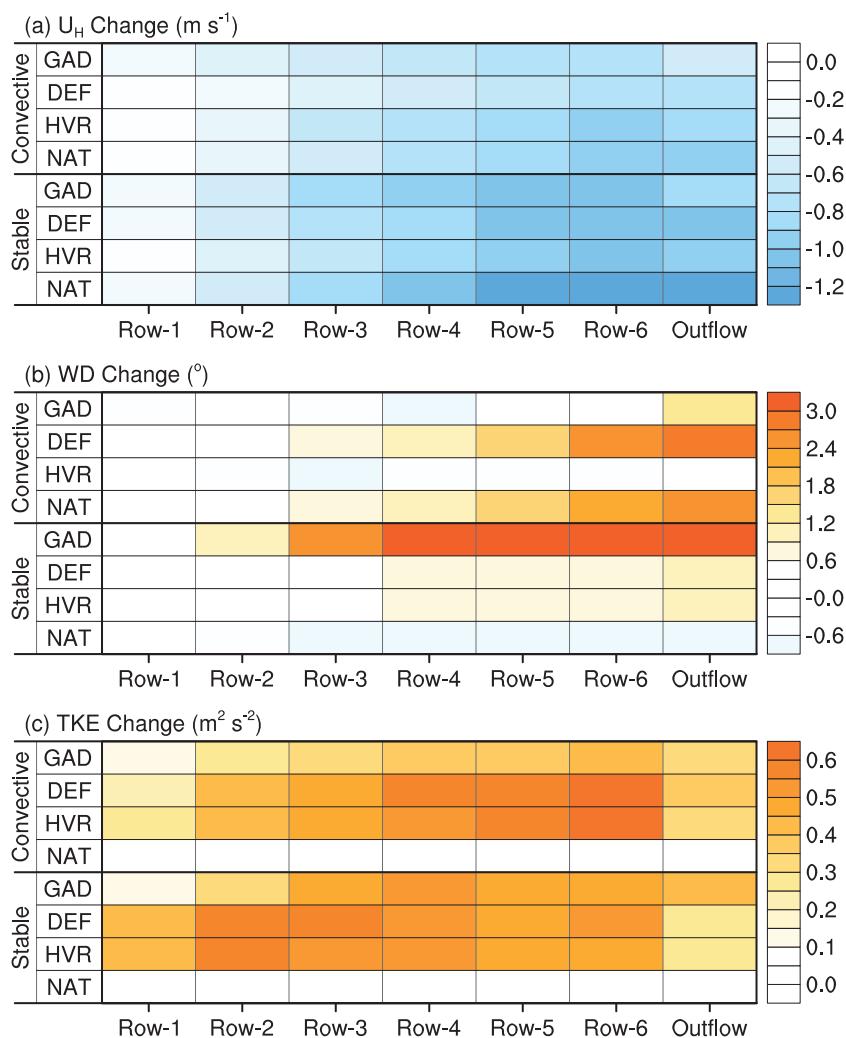 (a) U_H Change (m s⁻¹)
Convective
GAD
DEF
HVR
NAT
Stable
GAD
DEF
HVR
NAT
0.0
-0.2
-0.4
-0.6
-0.8
-1.0
-1.2
Row-1 Row-2 Row-3 Row-4 Row-5 Row-6 Outflow
(b) WD Change (°)
Convective
GAD
DEF
HVR
NAT
Stable
GAD
DEF
HVR
NAT
3.0
2.4
1.8
1.2
0.6
-0.0
-0.6
Row-1 Row-2 Row-3 Row-4 Row-5 Row-6 Outflow
(c) TKE Change (m² s⁻²)
Convective
GAD
DEF
HVR
NAT
Stable
GAD
DEF
HVR
NAT
0.6
0.5
0.4
0.3
0.2
0.1
0.0
Row-1 Row-2 Row-3 Row-4 Row-5 Row-6 Outflow